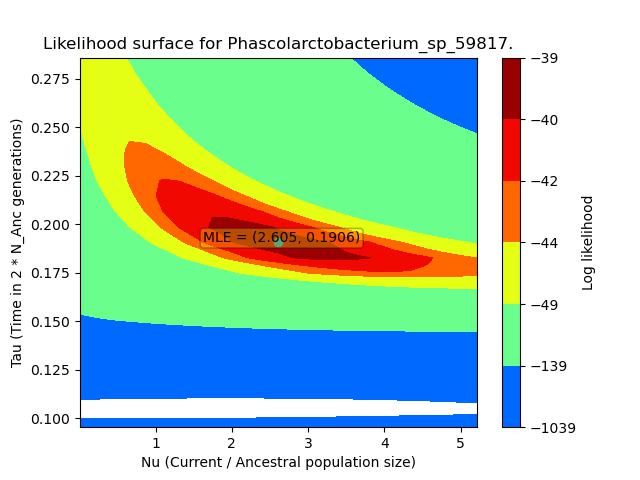 Likelihood surface for Phascolarctobacterium_sp_59817.
Tau (Time in 2 * N_Anc generations)
0.275
0.250
0.225
0.200
0.175
0.150
0.125
0.100
MLE = (2.605, 0.1906)
1 2 3 4 5
Nu (Current / Ancestral population size)
−39
−40
−42
−44
−49
−139
−1039
Log likelihood